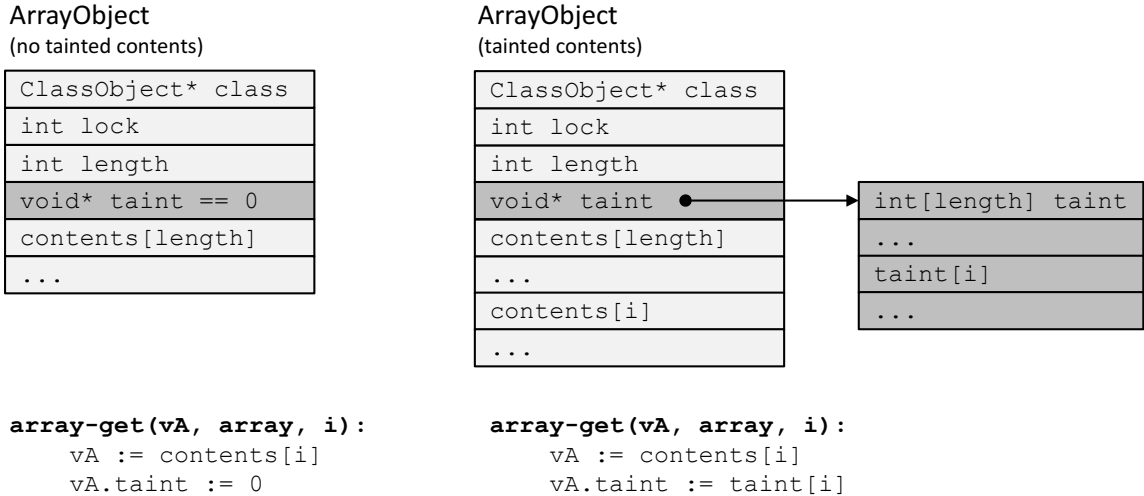 ArrayObject
(no tainted contents)
ClassObject* class
int lock
int length
void* taint == 0
contents[length]
...
array-get(vA, array, i):
vA := contents[i]
vA.taint := 0
ArrayObject
(tainted contents)
ClassObject* class
int lock
int length
void* taint
contents[length]
...
contents[i]
...
int[length] taint
...
taint[i]
...
array-get(vA, array, i):
vA := contents[i]
vA.taint := taint[i]